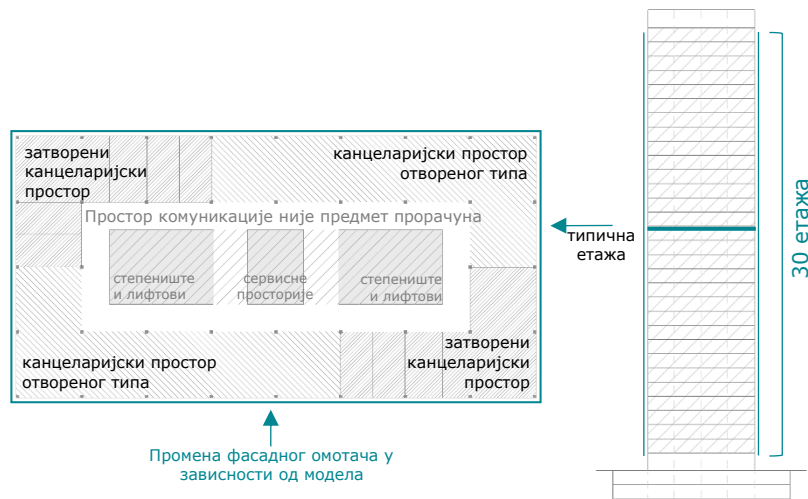 затворени
канцеларијски
простор
канцеларијски простор
отвореног типа
Простор комуникације није предмет прорачуна
степениште
и лифтови
сервисне
просторије
степениште
и лифтови
канцеларијски простор
отвореног типа
затворени
канцеларијски
простор
Промена фасадног омотача у
зависности од модела
типична
етажа
30 етажа